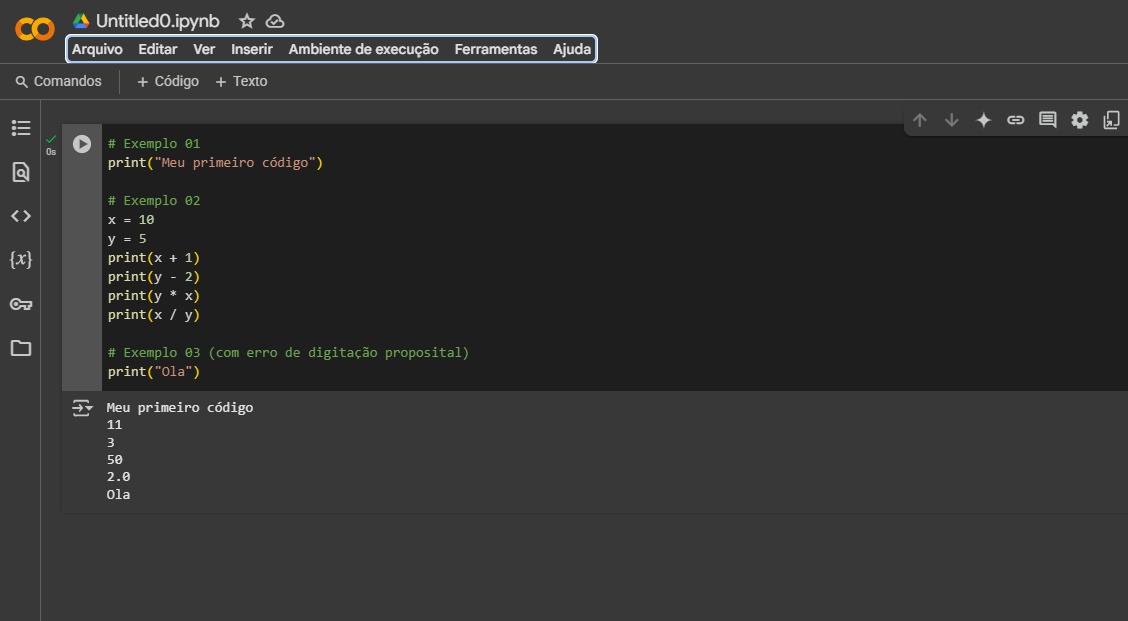 Untitled0.ipynb
Arquivo Editar Ver Inserir Ambiente de execução Ferramentas Ajuda
Comandos + Código + Texto
0s
# Exemplo 01
print("Meu primeiro código")
# Exemplo 02
x = 10
y = 5
print(x + 1)
print(y - 2)
print(y * x)
print(x / y)
# Exemplo 03 (com erro de digitação proposital)
print("Ola")
Meu primeiro código
11
3
50
2.0
Ola